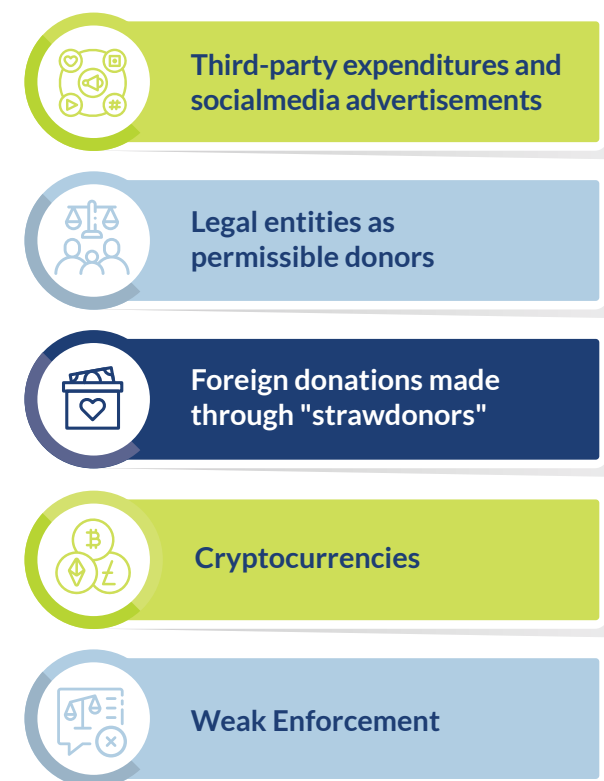 Third-party expenditures and
socialmedia advertisements
Legal entities as
permissible donors
Foreign donations made
through "strawdonors"
Cryptocurrencies
Weak Enforcement